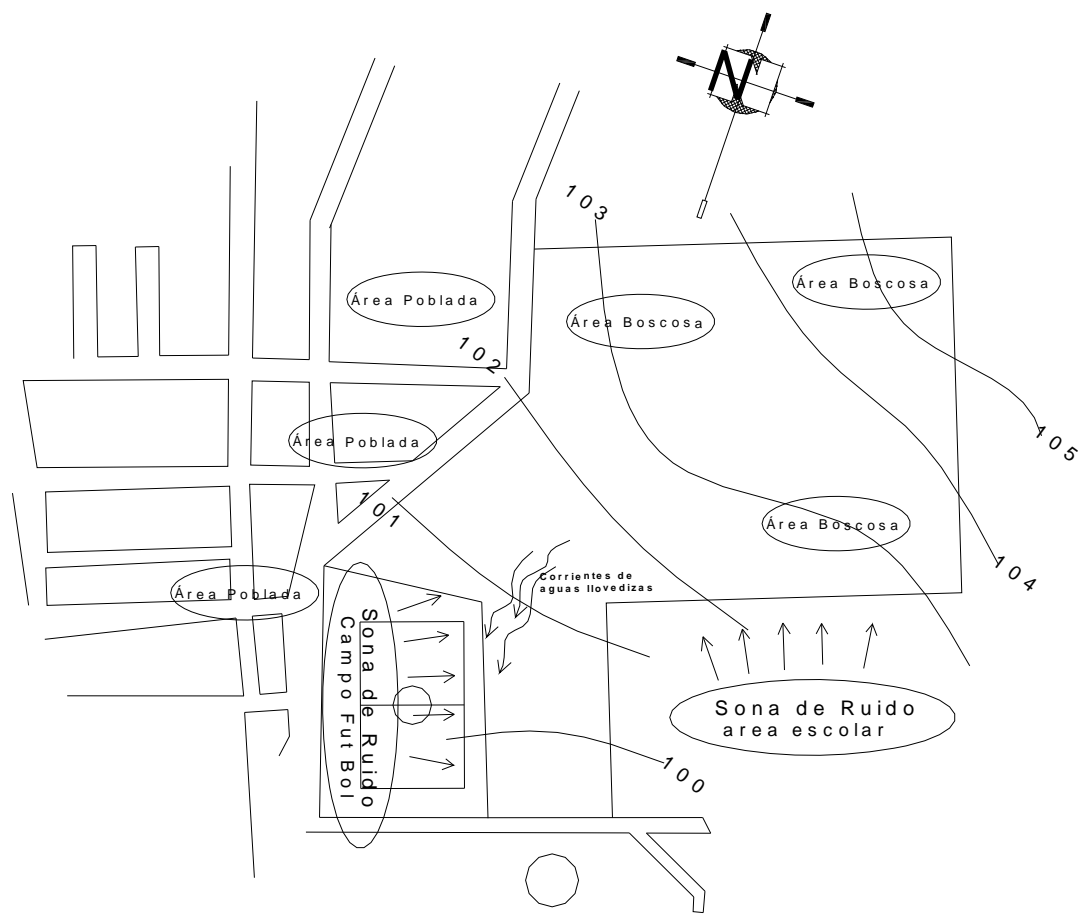 N
103
Área Boscosa
Área Poblada
Área Boscosa
102
Área Poblada
105
101
Área Boscosa
104
Corrientes de
aguas llovedizas
Área Poblada
Sona de Ruido
Campo Fut Bol
Sona de Ruido
area escolar
100